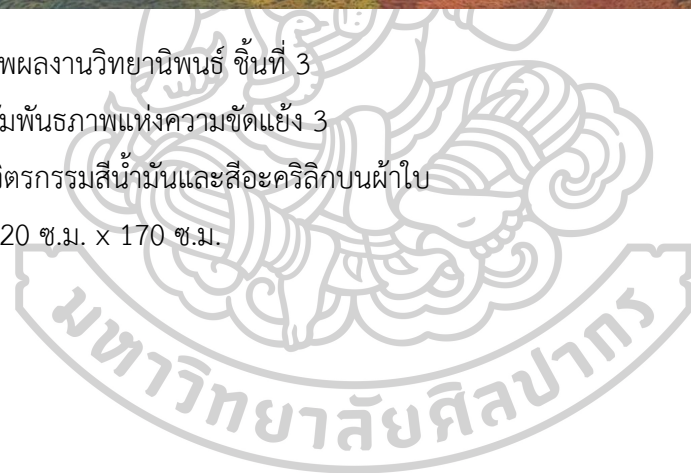 พผลงานวิทยานิพนธ์ ชิ้นที่ 3
ัมพันธภาพแห่งความขัดแย้ง 3
ิตรกรรมสีน้ำมันและสีอะคริลิกบนผ้าใบ
20 ซ.ม. x 170 ซ.ม.
มหาวิทยาลัยศิลปากร